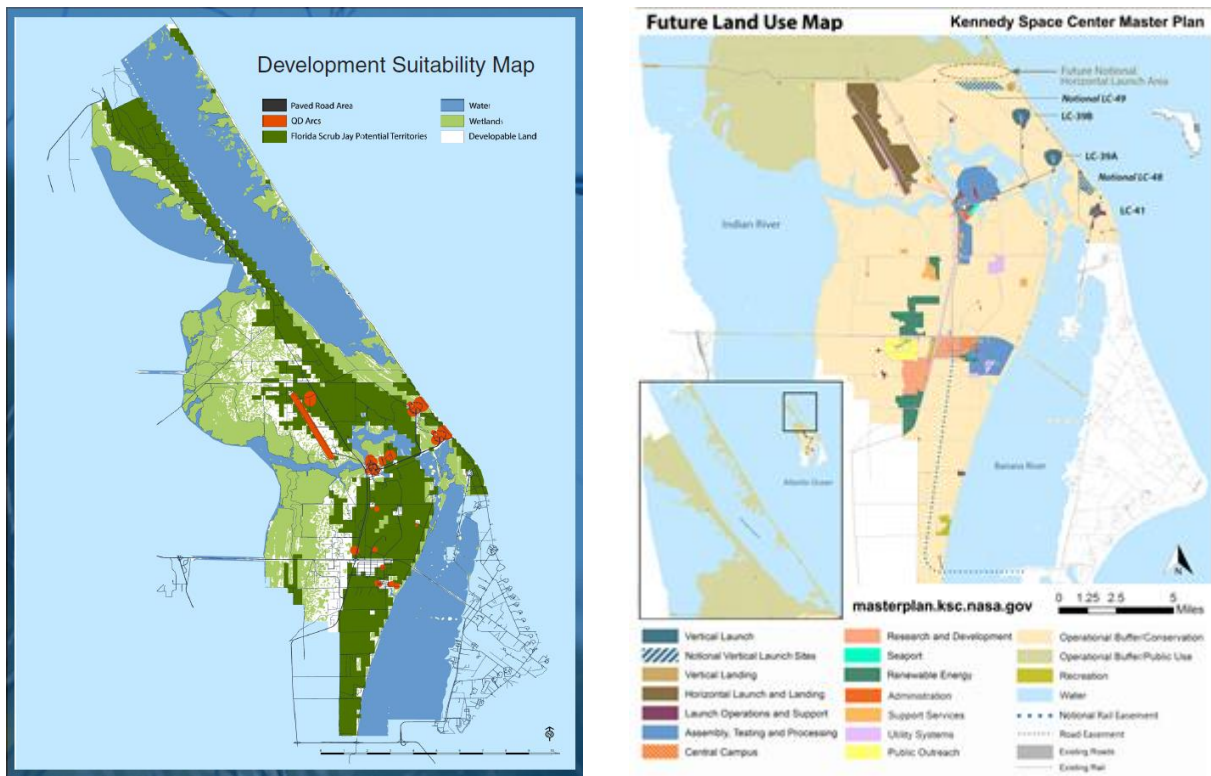 Development Suitability Map
Paved Road Area
QD Arcs
Florida Scrub Jay Potential Territories
Water
Wetlands
Developable Land
Future Land Use Map
Kennedy Space Center Master Plan
Future Notional
Horizontal Launch Area
Notional LC-49
LC-39B
LC-39A
Notional LC-48
LC-41
Indian River
Banana River
Atlantic Ocean
N
masterplan.ksc.nasa.gov
0 1.25 2.5 5
Miles
Vertical Launch
Notional Vertical Launch Sites
Vertical Landing
Horizontal Launch and Landing
Launch Operations and Support
Assembly, Testing and Processing
Central Campus
Research and Development
Seaport
Renewable Energy
Administration
Support Services
Utility Systems
Public Outreach
Operational Buffer/Conservation
Operational Buffer/Public Use
Recreation
Water
Notional Rail Easement
Road Easement
Existing Roads
Existing Rail